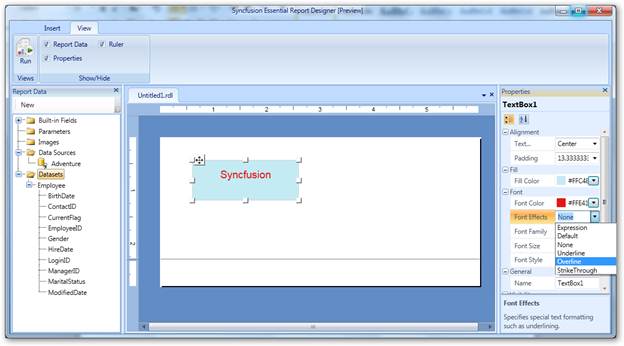 Syncfusion Essential Report Designer [Preview]
Insert View
Run
Report Data Ruler
Properties
Views Show/Hide
Report Data
New
Built-in Fields
Parameters
Images
Data Sources
Adventure
Datasets
Employee
BirthDate
ContactID
CurrentFlag
EmployeeID
Gender
HireDate
LoginID
ManagerID
MaritalStatus
ModifiedDate
Untitled1.rdl
1 2 3 4 5
1
2
Syncfusion
Properties
TextBox1
Alignment
Text... Center
Padding 13.3333333
Fill
Fill Color #FFC4E
Font
Font Color #FFE41
Font Effects None
Font Family
Font Size
Font Style
Expression
Default
None
Underline
Overline
StrikeThrough
General
Name TextBox1
Font Effects
Specifies special text formatting
such as underlining.